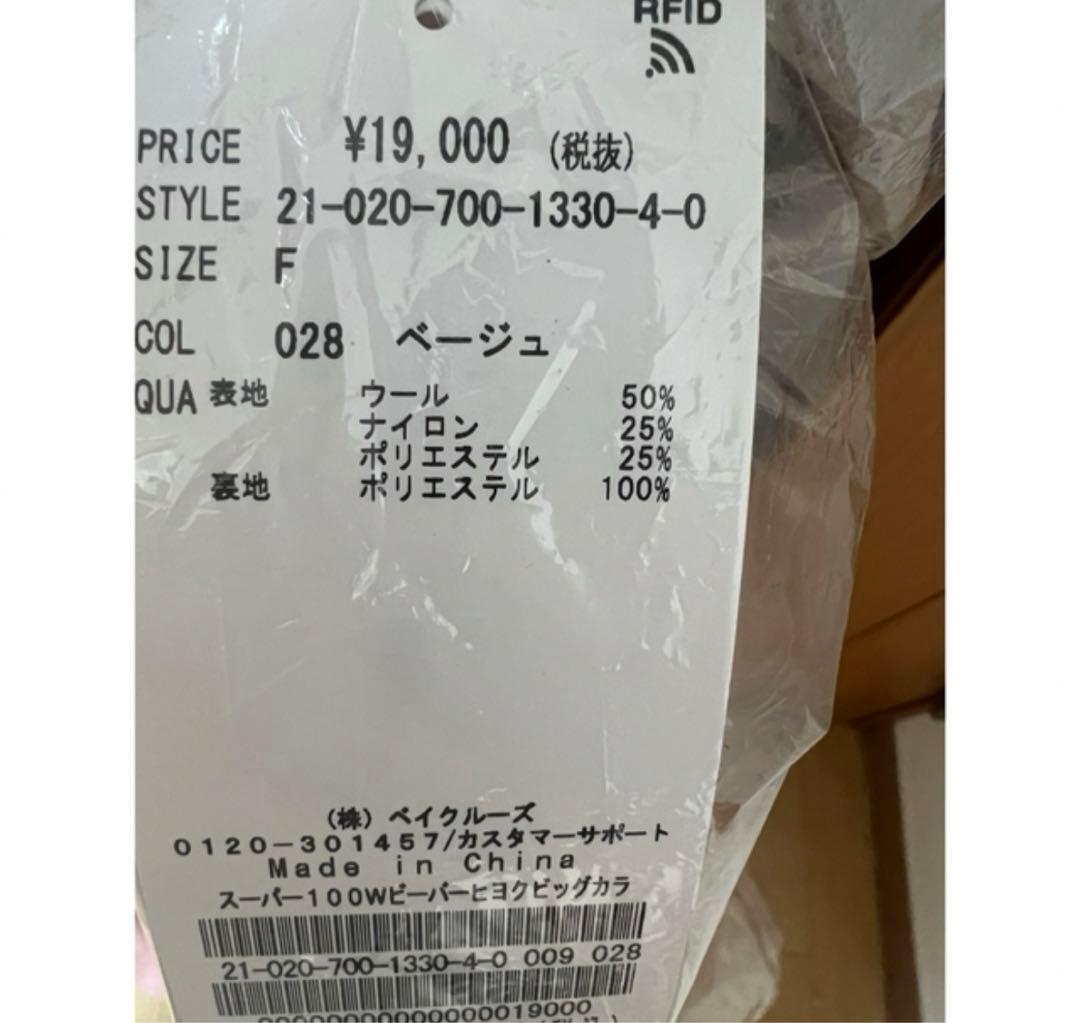 RFID
PRICE ¥19,000 (税抜)
STYLE 21-020-700-1330-4-0
SIZE F
COL 028 ベージュ
QUA 表地 ウール 50%
ナイロン 25%
ポリエステル 25%
裏地 ポリエステル 100%
(株) ベイクルーズ
0120-301457/カスタマーサポート
Made in China
スーパー100Wビーバーヒヨクビッグカラ
21-020-700-1330-4-0 009 028